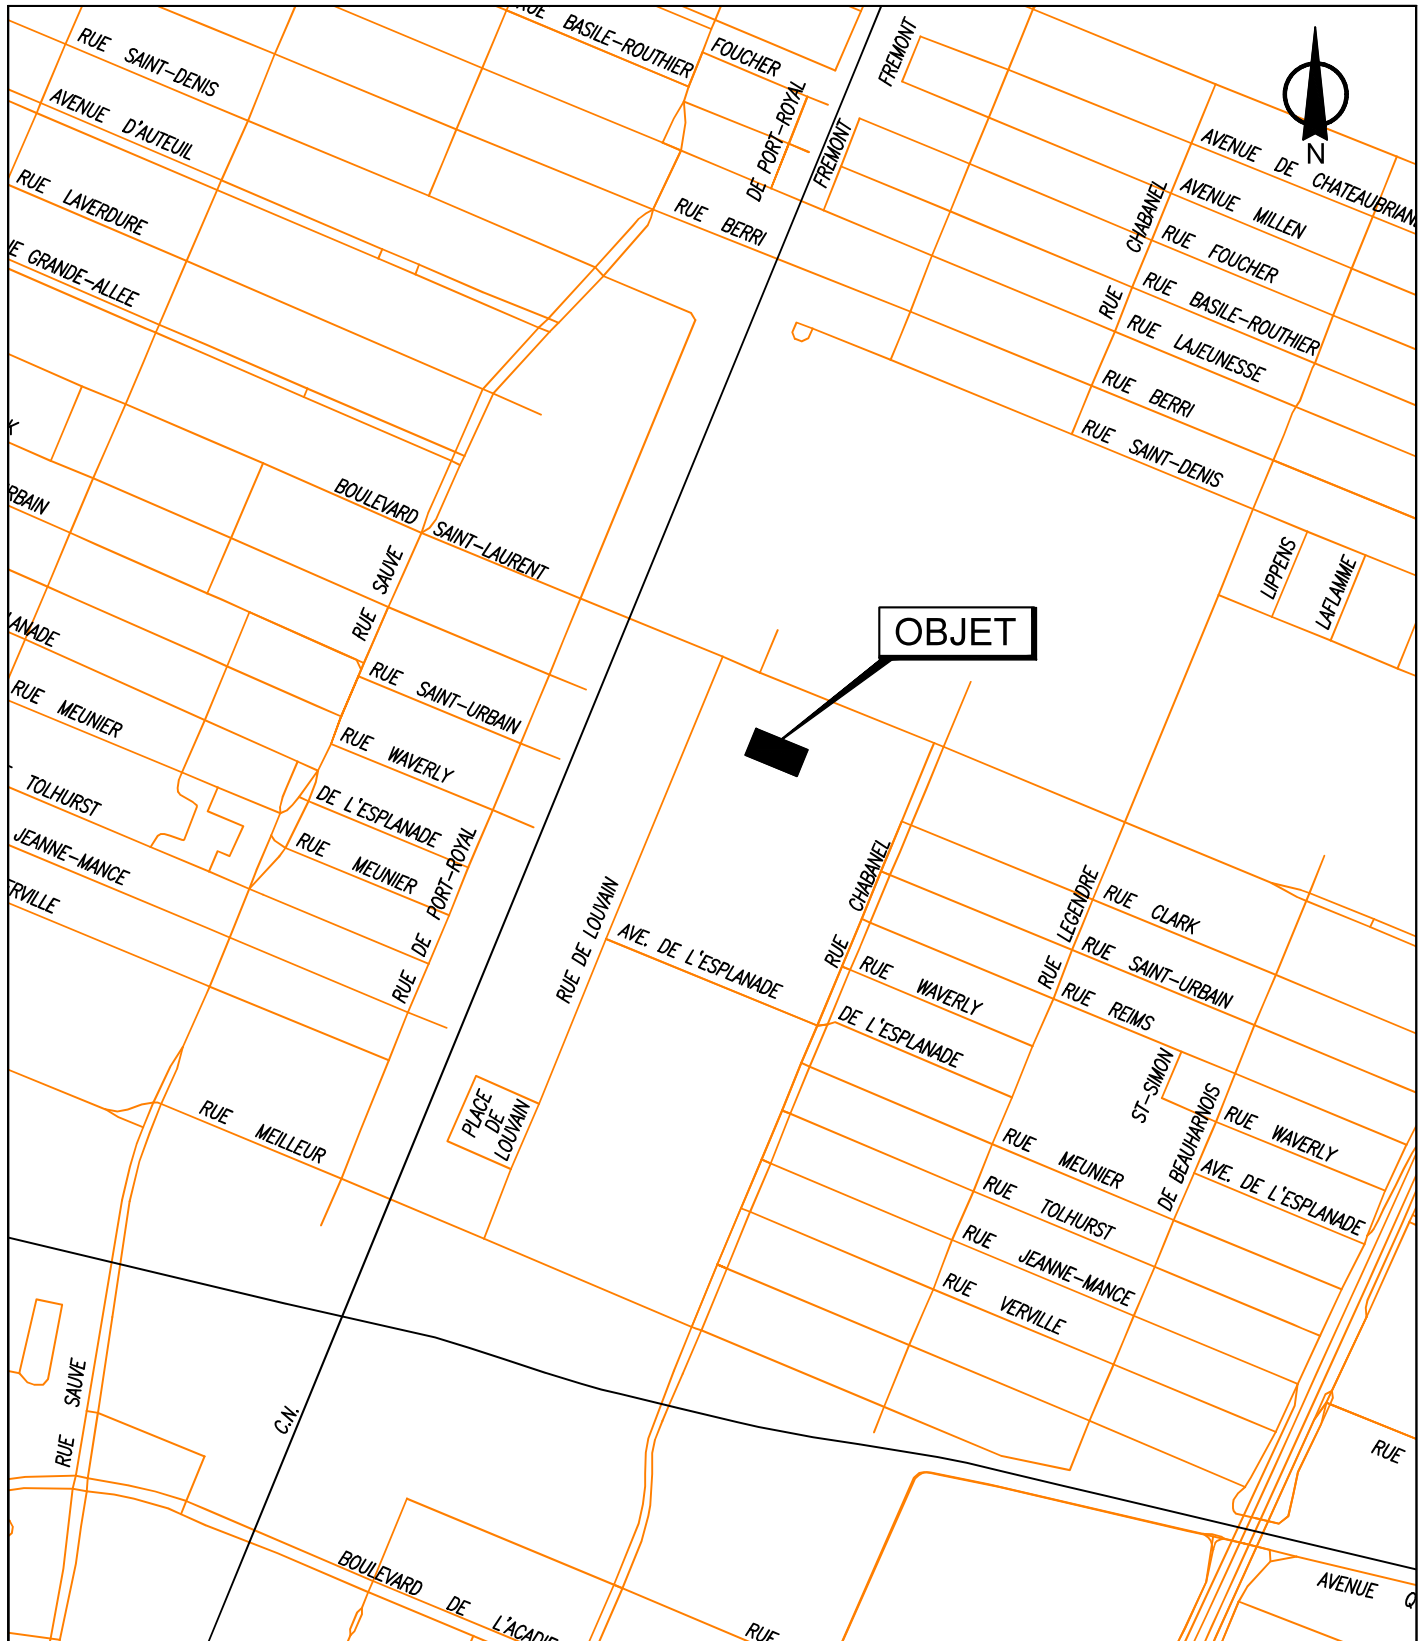 RUE BASILE-ROUTHIER
FOUCHER
FREMONT
RUE SAINT-DENIS
AVENUE D'AUTEUIL
DE PORT-ROYAL
FREMONT
N
AVENUE DE CHATEAUBRIAN
RUE LAVERDURE
RUE BERRI
AVENUE MILLEN
RUE CHABANEL
RUE FOUCHER
E GRANDE-ALLEE
RUE BASILE-ROUTHIER
RUE LAJEUNESSE
RUE BERRI
K
RUE SAINT-DENIS
RBAIN
BOULEVARD SAINT-LAURENT
RUE SAUVE
LIPPENS
LAFLAMME
ANADE
OBJET
RUE MEUNIER
RUE SAINT-URBAIN
RUE WAVERLY
TOLHURST
DE L'ESPLANADE
JEANNE-MANCE
RUE MEUNIER
RUE DE PORT-ROYAL
RVILLE
RUE DE LOUVAIN
AVE. DE L'ESPLANADE
RUE CHABANEL
RUE LEGENDRE
RUE CLARK
RUE SAINT-URBAIN
RUE WAVERLY
RUE REIMS
DE L'ESPLANADE
ST-SIMON
PLACE
DE
LOUVAIN
RUE MEILLEUR
RUE MEUNIER
DE BEAUHARNOIS
RUE WAVERLY
AVE. DE L'ESPLANADE
RUE TOLHURST
RUE JEANNE-MANCE
RUE VERVILLE
RUE SAUVE
C.N.
RUE
BOULEVARD DE L'ACADIE
RUE
AVENUE